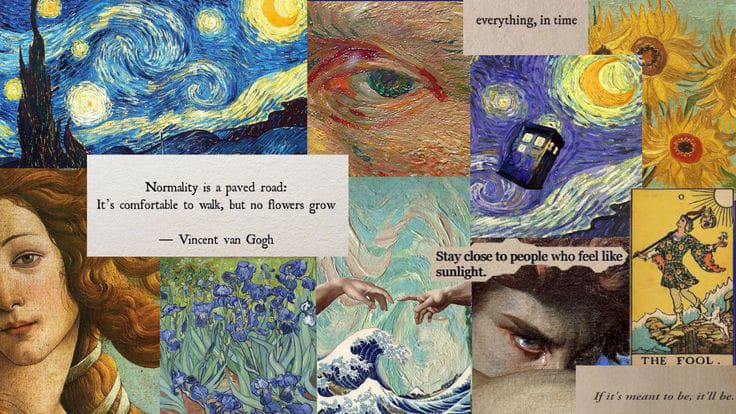 everything, in time
Normality is a paved road:
It's comfortable to walk, but no flowers grow
— Vincent van Gogh
Stay close to people who feel like
sunlight.
THE FOOL.
If it's meant to be, it'll be.